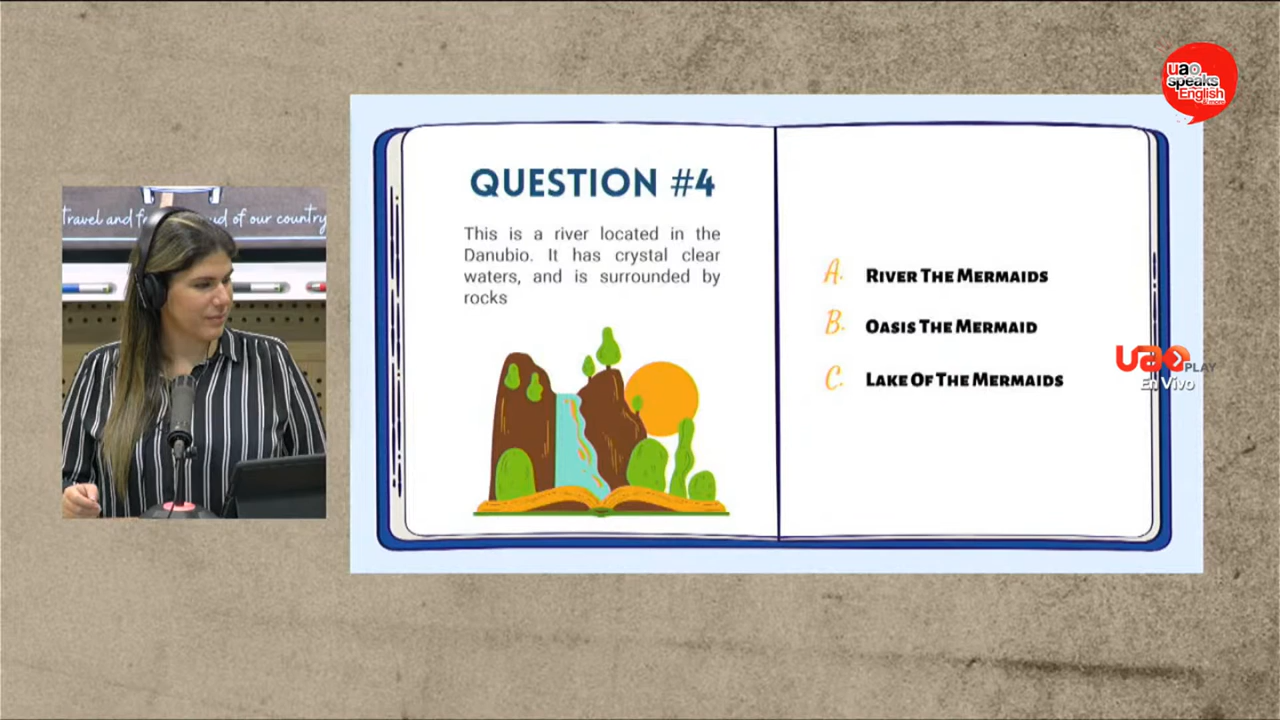 uao
speaks
English
& more
travel and f
ud of our country
QUESTION #4
This is a river located in the
Danubio. It has crystal clear
waters, and is surrounded by
rocks
A. RIVER THE MERMAIDS
B. OASIS THE MERMAID
C. LAKE OF THE MERMAIDS
uao PLAY
En Vivo